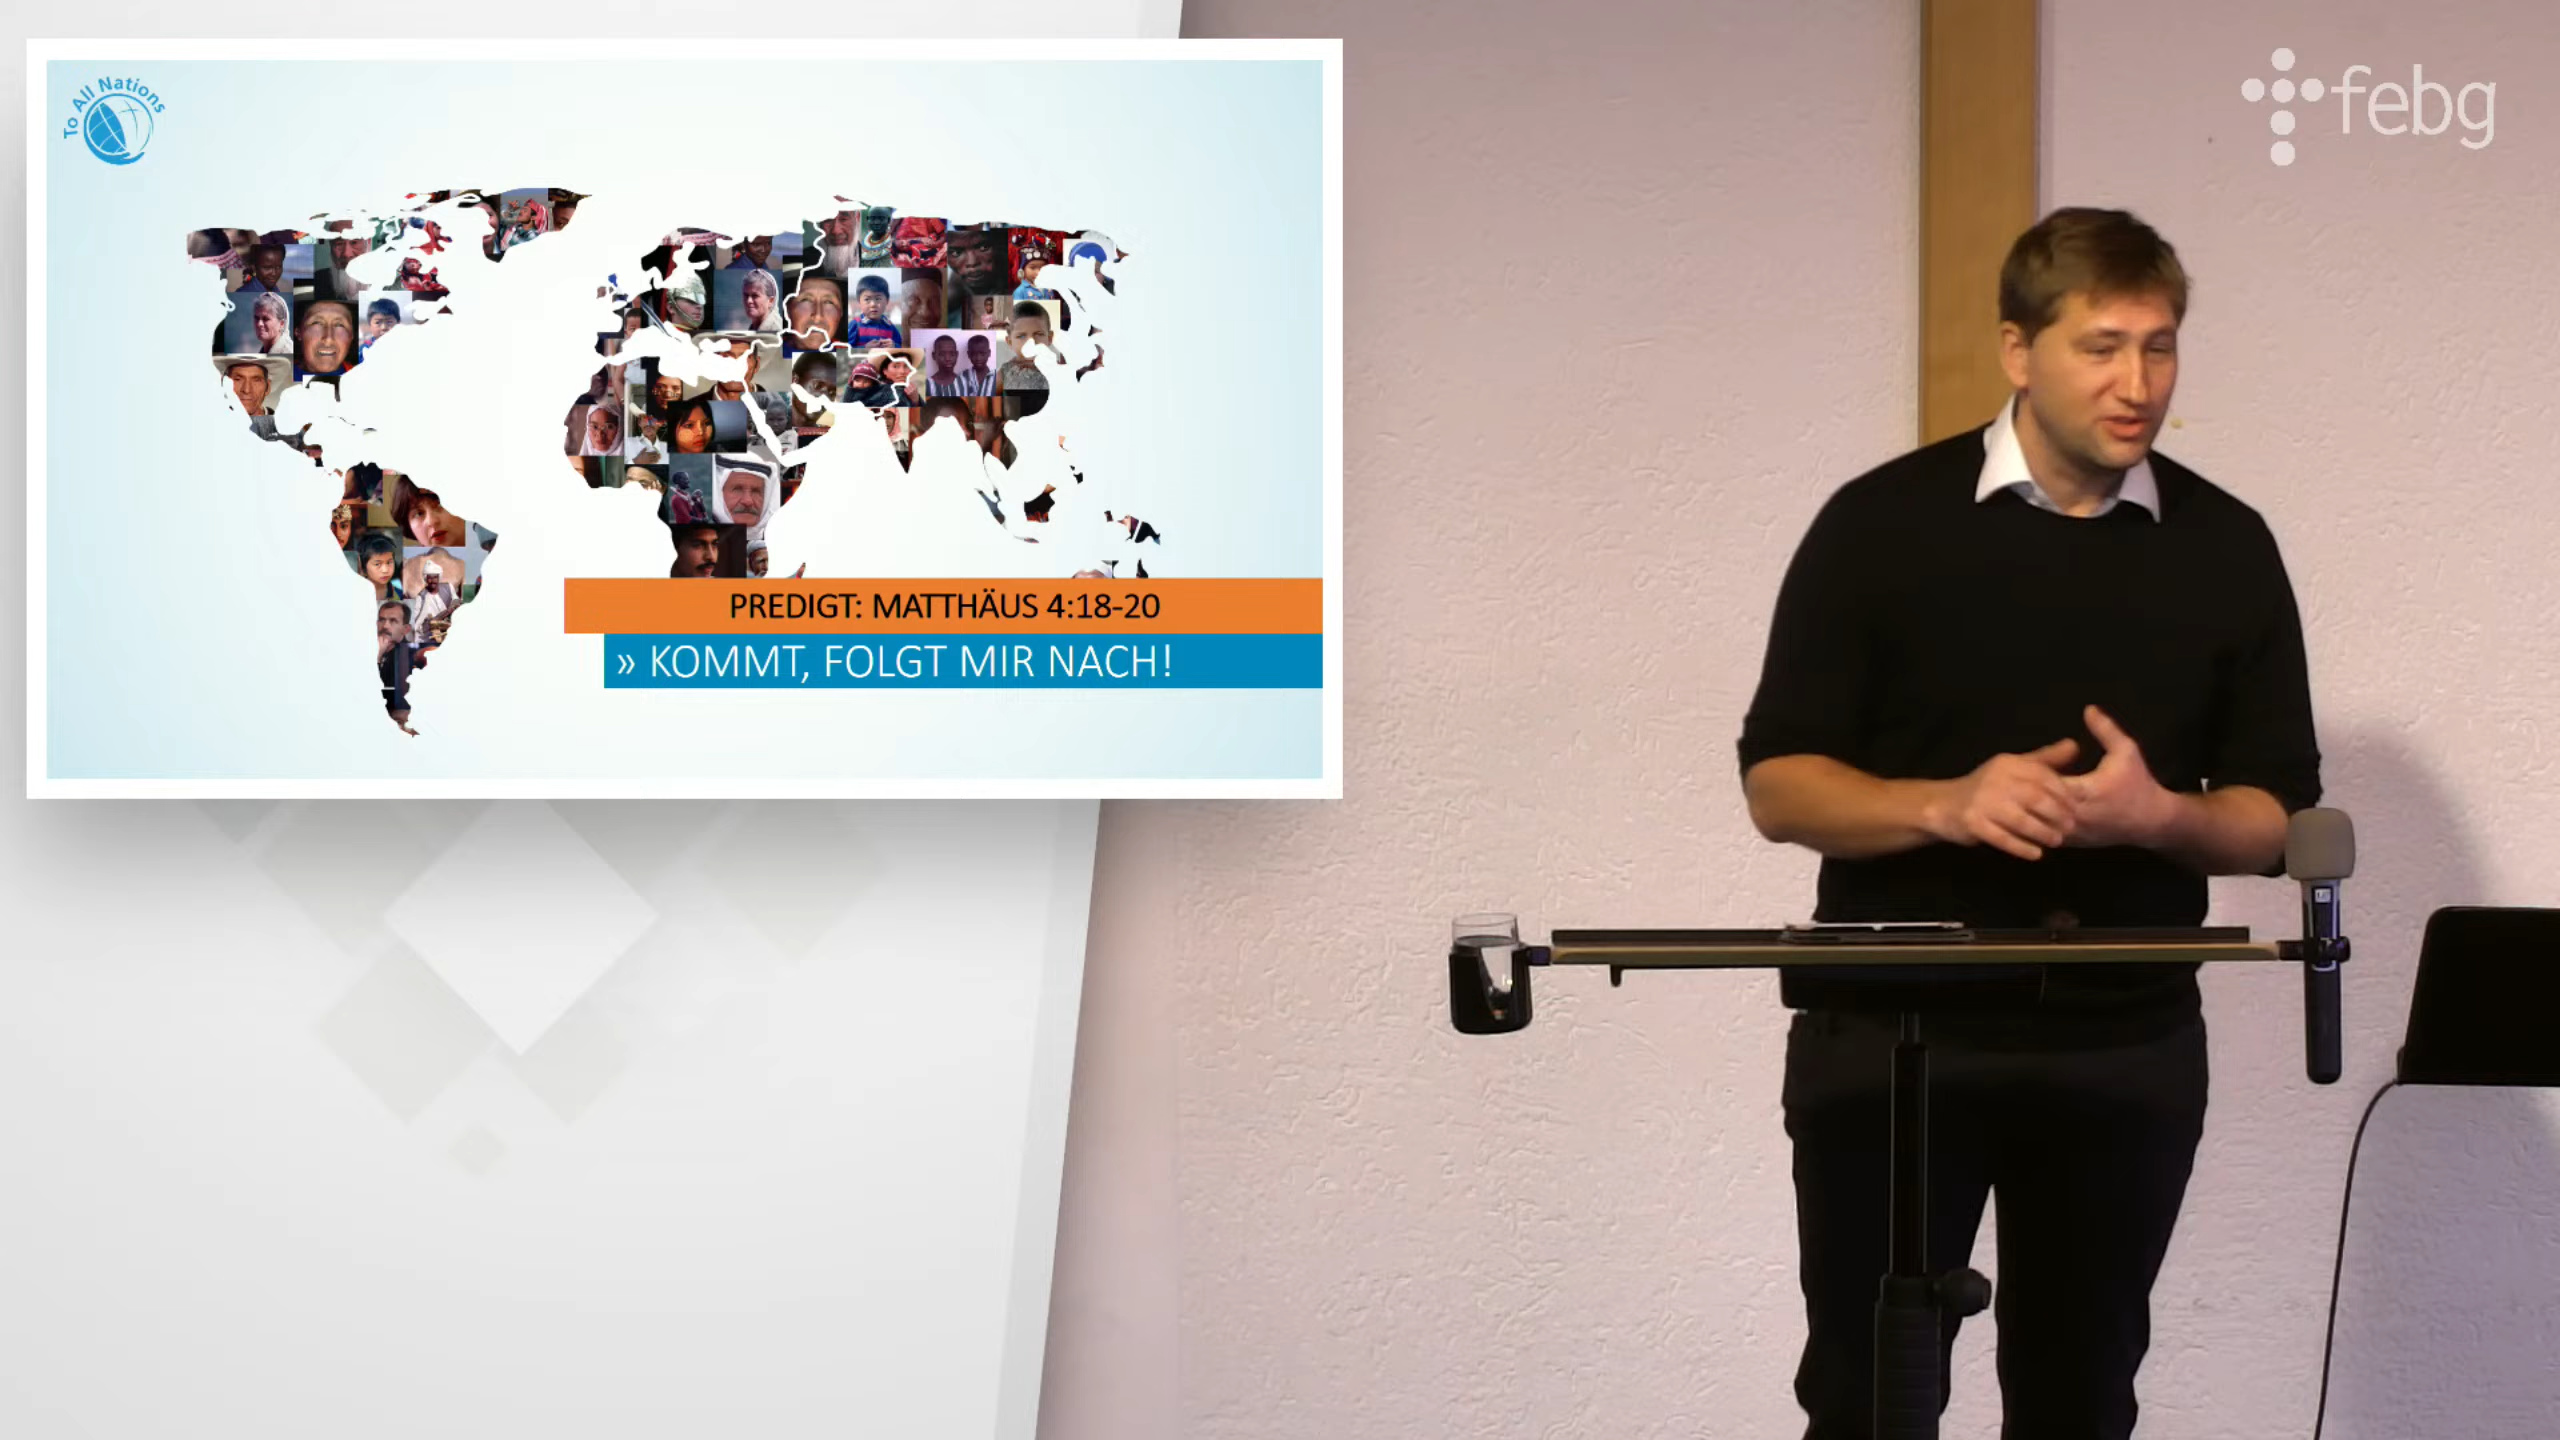 To All Nations
febg
PREDIGT: MATTHÄUS 4:18-20
» KOMMT, FOLGT MIR NACH!